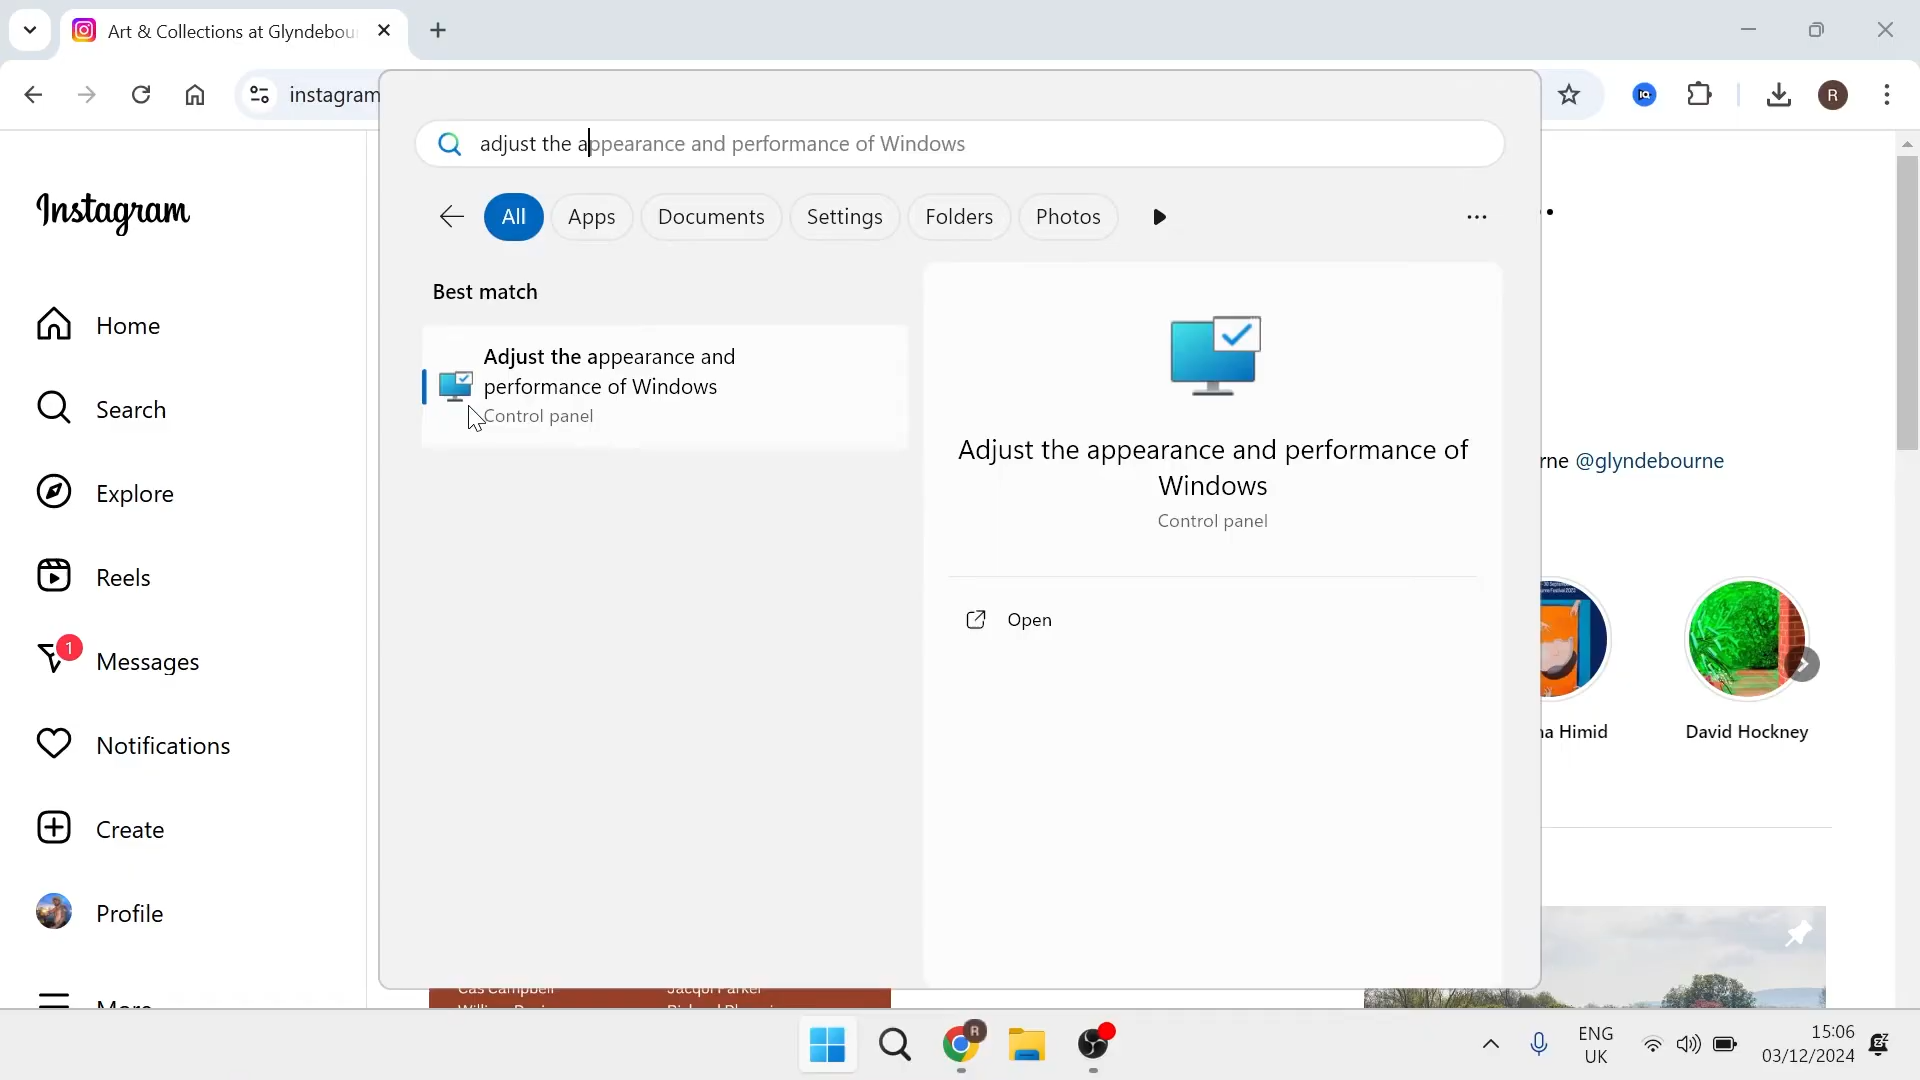 Art & Collections at Glyndebou
instagram
R
adjust the appearance and performance of Windows
All
Apps
Documents
Settings
Folders
Photos
Best match
Adjust the appearance and
performance of Windows
Control panel
Adjust the appearance and performance of
Windows
Control panel
Open
Instagram
Home
Search
Explore
Reels
1
Messages
Notifications
Create
Profile
More
rne @glyndebourne
na Himid
David Hockney
Cas Campbell
Jacqui Parker
R
ENG
UK
15:06
03/12/2024